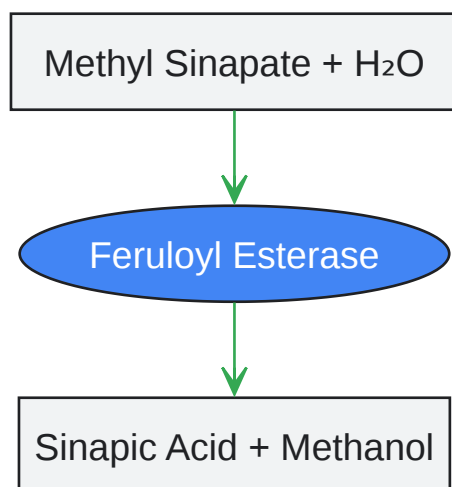 Methyl Sinapate + H₂O
Feruloyl Esterase
Sinapic Acid + Methanol